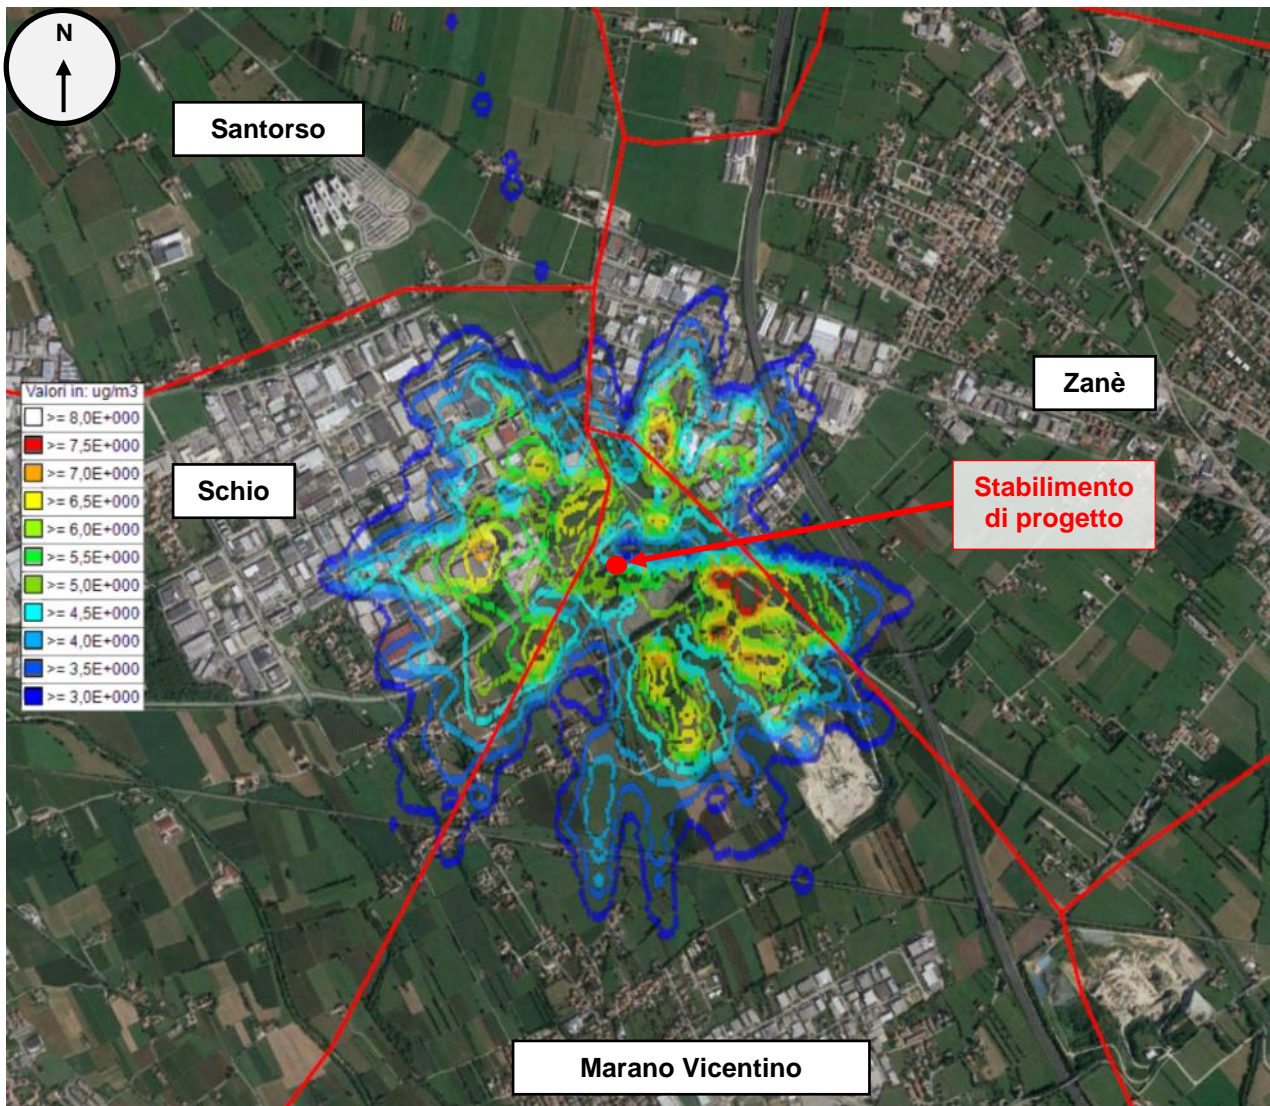 N
Santorso
Zanè
Valori in: ug/m3
>= 8,0E+000
>= 7,5E+000
>= 7,0E+000
>= 6,5E+000
>= 6,0E+000
>= 5,5E+000
>= 5,0E+000
>= 4,5E+000
>= 4,0E+000
>= 3,5E+000
>= 3,0E+000
Schio
Stabilimento
di progetto
Marano Vicentino